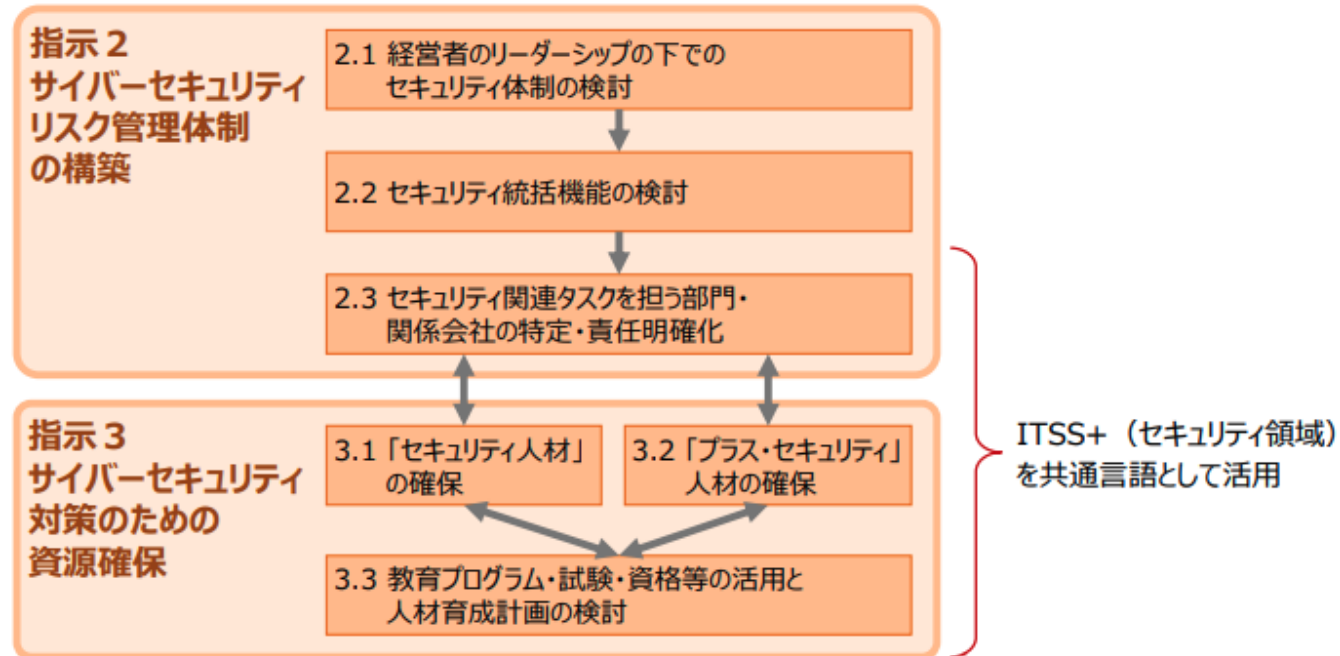 指示２
サイバーセキュリティ
リスク管理体制
の構築
2.1 経営者のリーダーシップの下での
セキュリティ体制の検討
2.2 セキュリティ統括機能の検討
2.3 セキュリティ関連タスクを担う部門・
関係会社の特定・責任明確化
指示３
サイバーセキュリティ
対策のための
資源確保
3.1「セキュリティ人材」
の確保
3.2「プラス・セキュリティ」
人材の確保
3.3 教育プログラム・試験・資格等の活用と
人材育成計画の検討
ITSS+（セキュリティ領域）
を共通言語として活用